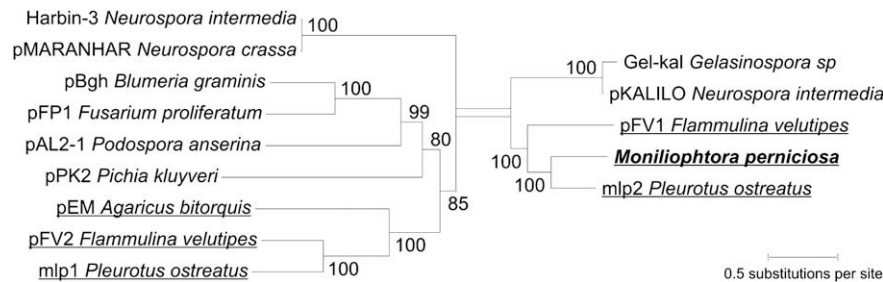 Harbin-3 Neurospora intermedia
100
pMARANHAR Neurospora crassa
pBgh Blumeria graminis
100
pFP1 Fusarium proliferatum
99
pAL2-1 Podospora anserina
80
pPK2 Pichia kluyveri
85
pEM Agaricus bitorquis
100
pFV2 Flammulina velutipes
100
mlp1 Pleurotus ostreatus
Gel-kal Gelasinospora sp
100
pKALILO Neurospora intermedia
pFV1 Flammulina velutipes
100
Moniliophtora perniciosa
100
mlp2 Pleurotus ostreatus
0.5 substitutions per site